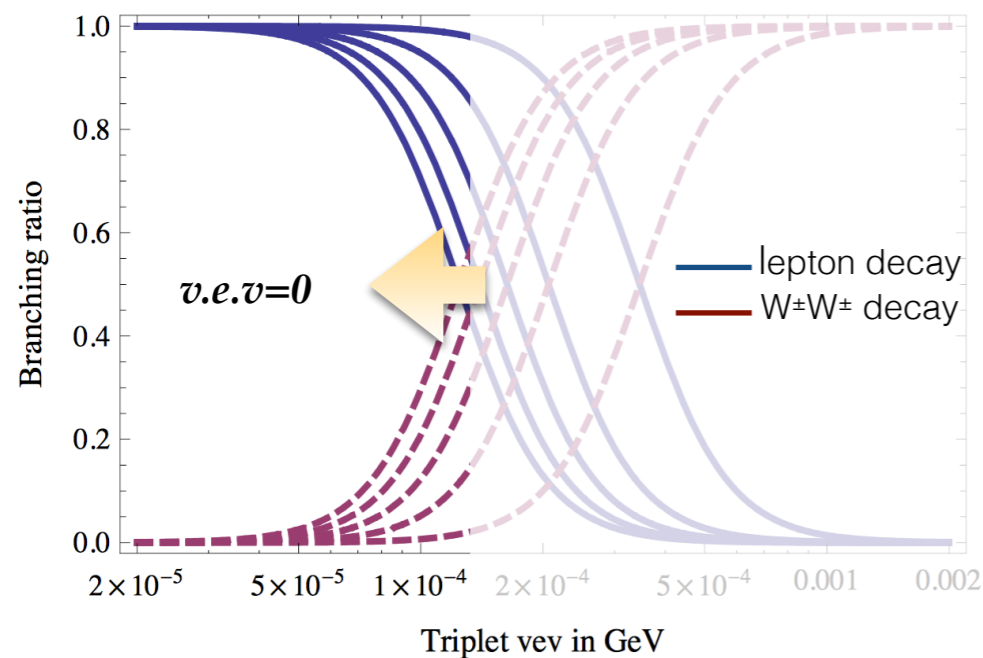 1.0
0.8
0.6
0.4
0.2
0.0
Branching ratio
v.e.v=0
lepton decay
W±W± decay
2×10⁻⁵
5×10⁻⁵
1×10⁻⁴
2×10⁻⁴
5×10⁻⁴
0.001
0.002
Triplet vev in GeV